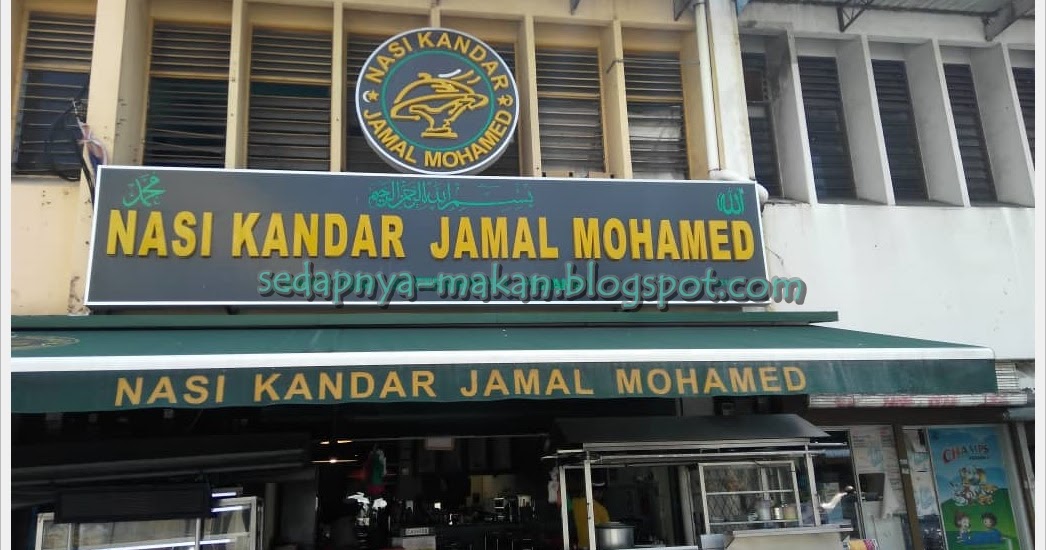 NASI KANDAR
JAMAL MOHAMED
محمد
بسم الله الرحمن الرحيم
الله
NASI KANDAR JAMAL MOHAMED
sedapnya-makan.blogspot.com
NASI KANDAR JAMAL MOHAMED
CHAMPS